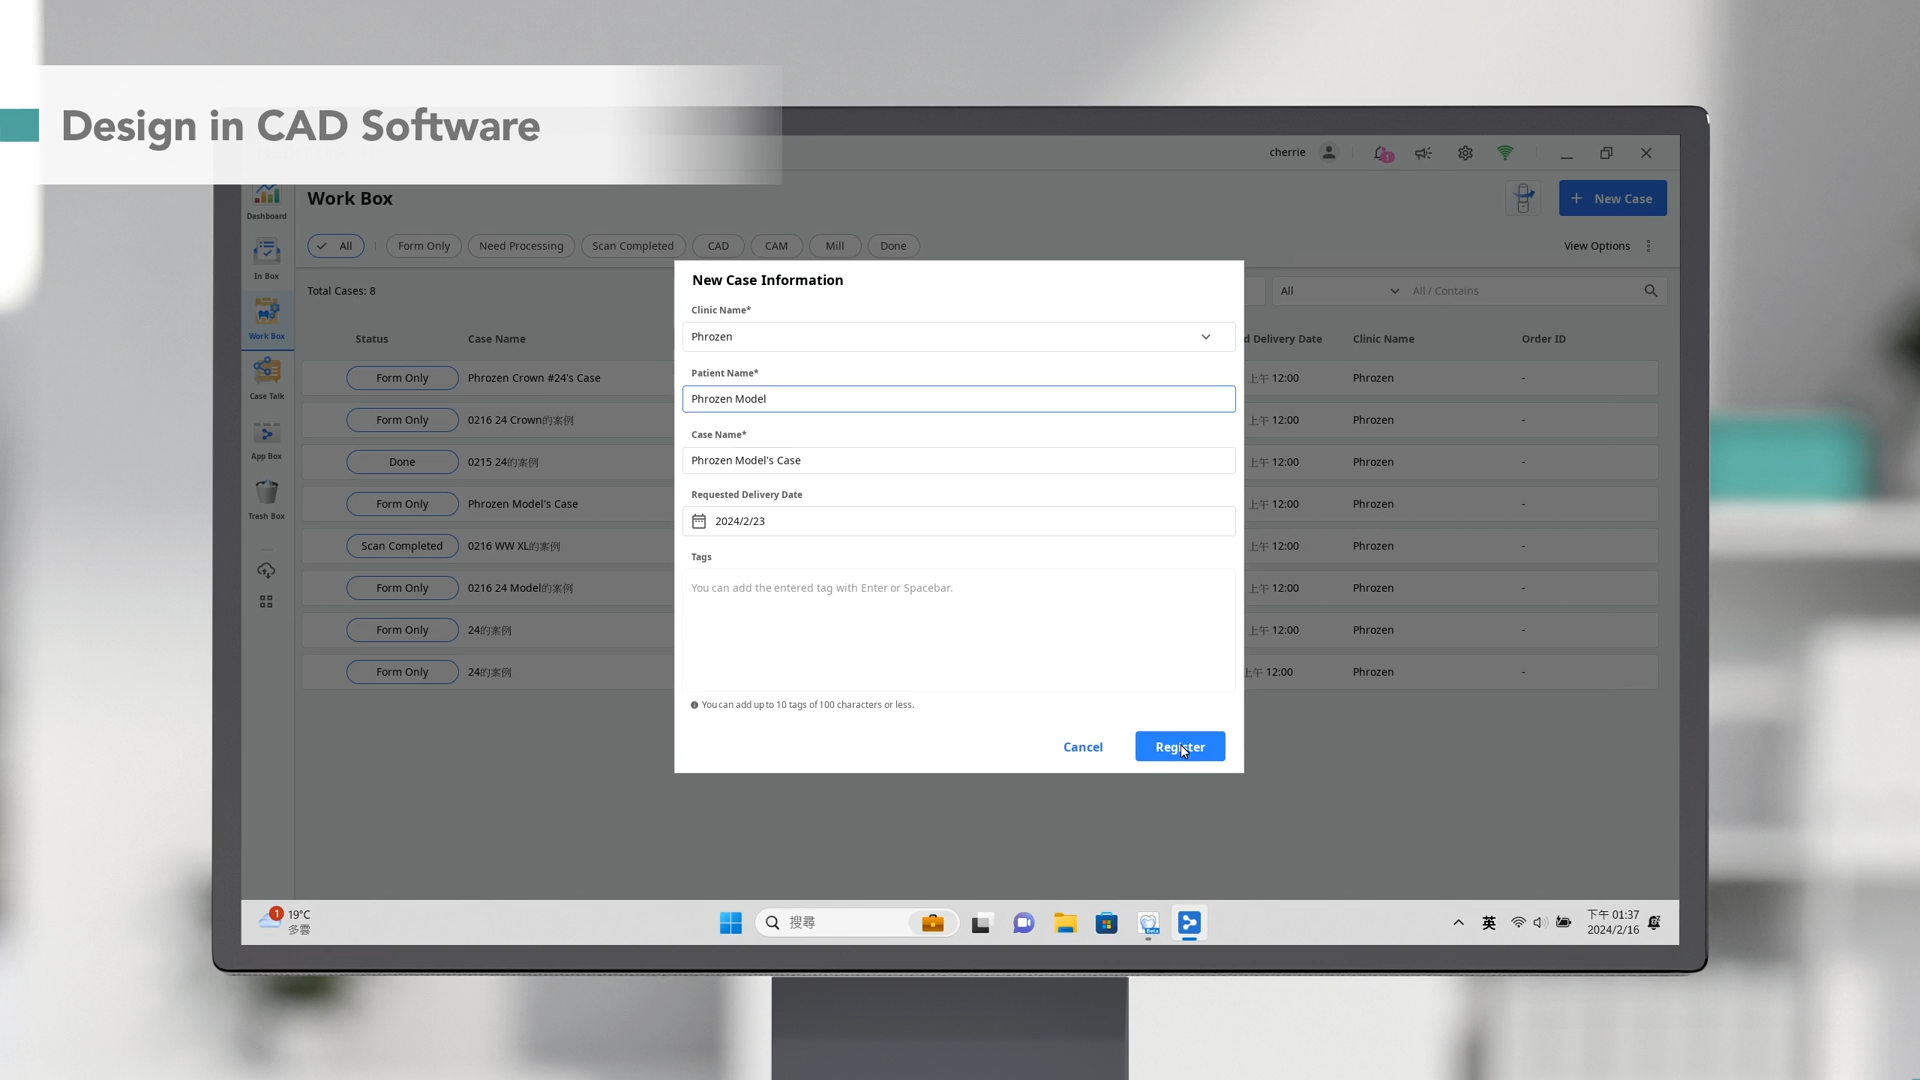 Design in CAD Software
cherrie
1
Work Box
+ New Case
Dashboard
In Box
Work Box
Case Talk
App Box
Trash Box
All
Form Only
Need Processing
Scan Completed
CAD
CAM
Mill
Done
View Options
Total Cases: 8
All
All / Contains
Status
Case Name
d Delivery Date
Clinic Name
Order ID
Form Only Phrozen Crown #24's Case 上午 12:00 Phrozen -
Form Only 0216 24 Crown的案例 上午 12:00 Phrozen -
Done 0215 24的案例 上午 12:00 Phrozen -
Form Only Phrozen Model's Case 上午 12:00 Phrozen -
Scan Completed 0216 WW XL的案例 上午 12:00 Phrozen -
Form Only 0216 24 Model的案例 上午 12:00 Phrozen -
Form Only 24的案例 上午 12:00 Phrozen -
Form Only 24的案例 上午 12:00 Phrozen -
New Case Information
Clinic Name*
Phrozen
Patient Name*
Phrozen Model
Case Name*
Phrozen Model's Case
Requested Delivery Date
2024/2/23
Tags
You can add the entered tag with Enter or Spacebar.
You can add up to 10 tags of 100 characters or less.
Cancel
Register
1
19°C
多雲
搜尋
Beta
英
下午 01:37
2024/2/16